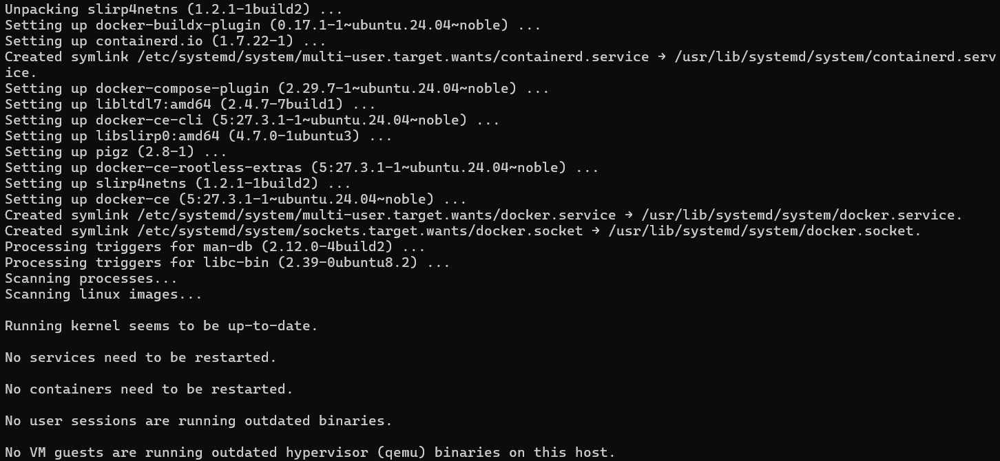 Unpacking slirp4netns (1.2.1-1build2) ...
Setting up docker-buildx-plugin (0.17.1-1~ubuntu.24.04~noble) ...
Setting up containerd.io (1.7.22-1) ...
Created symlink /etc/systemd/system/multi-user.target.wants/containerd.service → /usr/lib/systemd/system/containerd.serv
ice.
Setting up docker-compose-plugin (2.29.7-1~ubuntu.24.04~noble) ...
Setting up libltdl7:amd64 (2.4.7-7build1) ...
Setting up docker-ce-cli (5:27.3.1-1~ubuntu.24.04~noble) ...
Setting up libslirp0:amd64 (4.7.0-1ubuntu3) ...
Setting up pigz (2.8-1) ...
Setting up docker-ce-rootless-extras (5:27.3.1-1~ubuntu.24.04~noble) ...
Setting up slirp4netns (1.2.1-1build2) ...
Setting up docker-ce (5:27.3.1-1~ubuntu.24.04~noble) ...
Created symlink /etc/systemd/system/multi-user.target.wants/docker.service → /usr/lib/systemd/system/docker.service.
Created symlink /etc/systemd/system/sockets.target.wants/docker.socket → /usr/lib/systemd/system/docker.socket.
Processing triggers for man-db (2.12.0-4build2) ...
Processing triggers for libc-bin (2.39-0ubuntu8.2) ...
Scanning processes...
Scanning linux images...
Running kernel seems to be up-to-date.
No services need to be restarted.
No containers need to be restarted.
No user sessions are running outdated binaries.
No VM guests are running outdated hypervisor (qemu) binaries on this host.